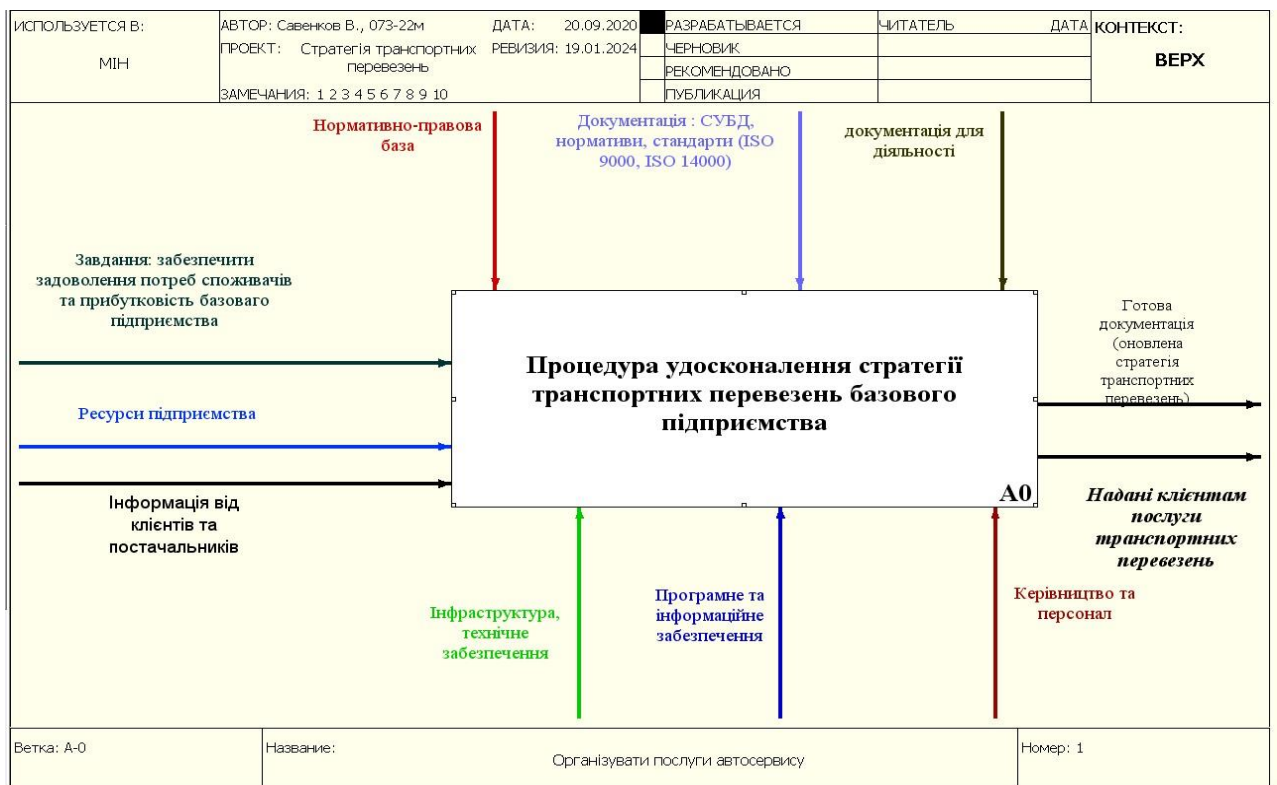 ИСПОЛЬЗУЕТСЯ В:
МІН
АВТОР: Савенков В., 073-22м
ДАТА: 20.09.2020
ПРОЕКТ: Стратегія транспортних
перевезень
РЕВИЗИЯ: 19.01.2024
ЗАМЕЧАНИЯ: 1 2 3 4 5 6 7 8 9 10
РАЗРАБАТЫВАЕТСЯ
ЧЕРНОВИК
РЕКОМЕНДОВАНО
ПУБЛИКАЦИЯ
ЧИТАТЕЛЬ
ДАТА
КОНТЕКСТ:
ВЕРХ
Нормативно-правова
база
Документація : СУБД,
нормативи, стандарти (ISO
9000, ISO 14000)
документація для
діяльності
Завдання: забезпечити
задоволення потреб споживачів
та прибутковість базаваго
підприємства
Ресурси підприємства
Інформація від
клієнтів та
постачальників
Процедура удосконалення стратегії
транспортних перевезень базового
підприємства
A0
Готова
документація
(оновлена
стратегія
транспортних
перевезень)
Надані клієнтам
послуги
транспортних
перевезень
Інфраструктура,
технічне
забезпечення
Програмне та
інформаційне
забезпечення
Керівництво та
персонал
Ветка: A-0
Название:
Організувати послуги автосервису
Номер: 1